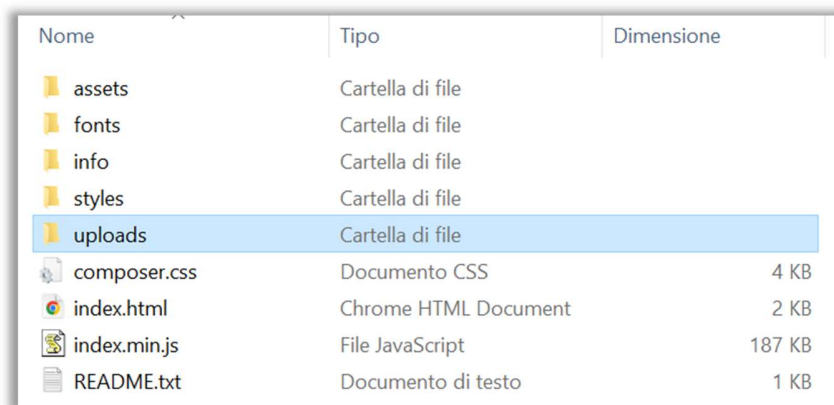 Nome Tipo Dimensione
assets Cartella di file
fonts Cartella di file
info Cartella di file
styles Cartella di file
uploads Cartella di file
composer.css Documento CSS 4 KB
index.html Chrome HTML Document 2 KB
index.min.js File JavaScript 187 KB
README.txt Documento di testo 1 KB